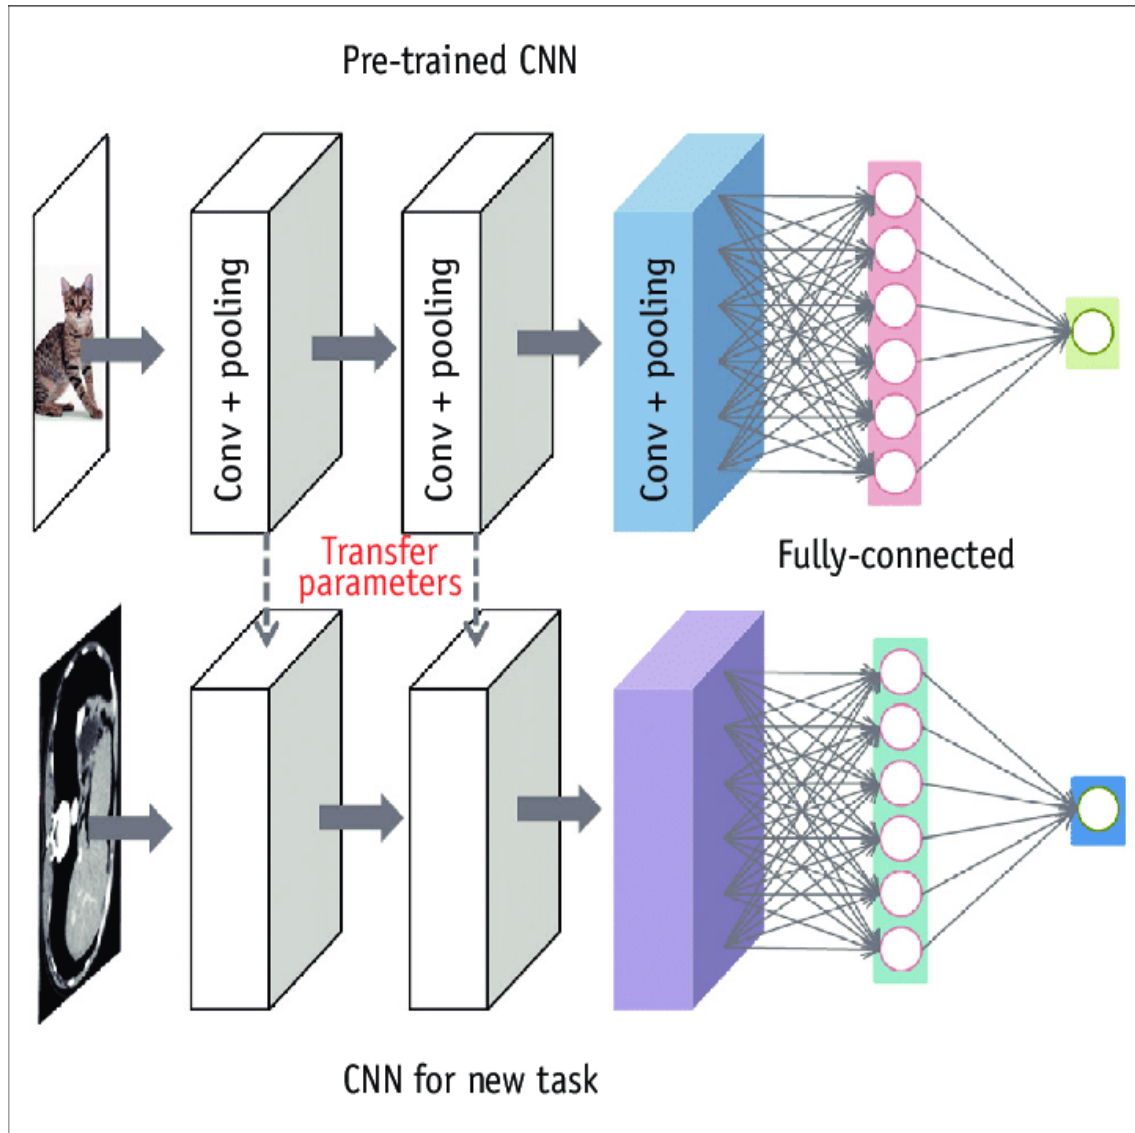 Pre-trained CNN
Conv + pooling
Conv + pooling
Conv + pooling
Transfer
parameters
Fully-connected
CNN for new task